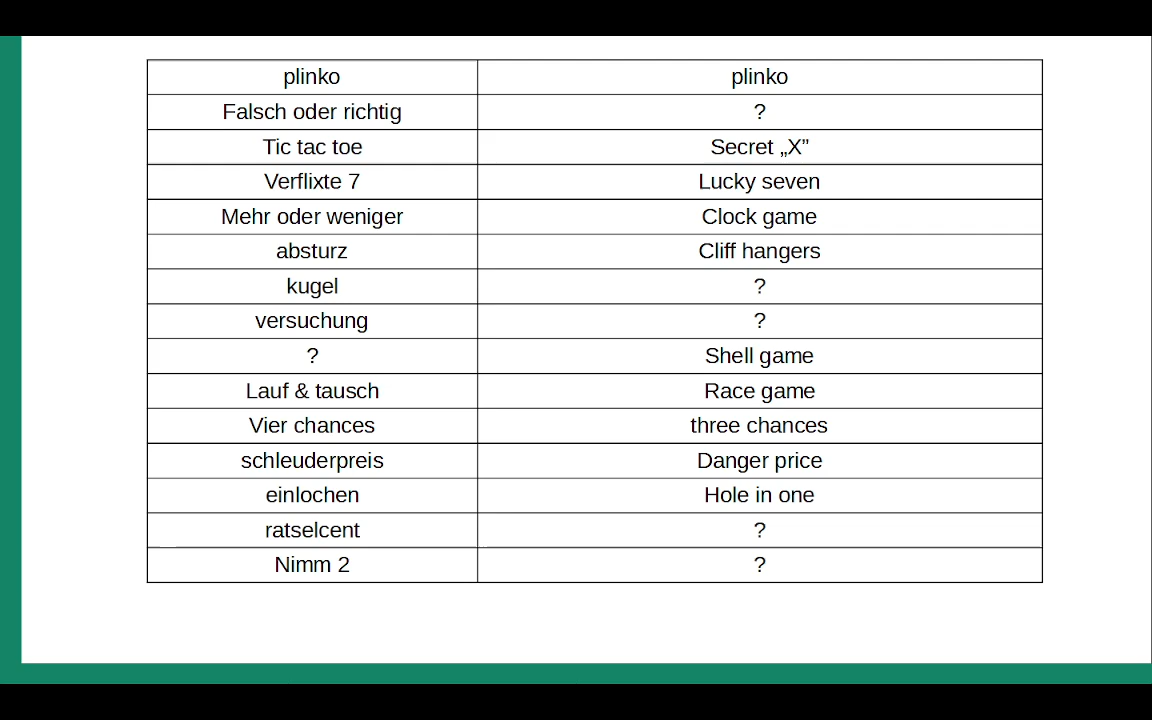 plinko plinko
Falsch oder richtig ?
Tic tac toe Secret „X”
Verflixte 7 Lucky seven
Mehr oder weniger Clock game
absturz Cliff hangers
kugel ?
versuchung ?
? Shell game
Lauf & tausch Race game
Vier chances three chances
schleuderpreis Danger price
einlochen Hole in one
ratselcent ?
Nimm 2 ?